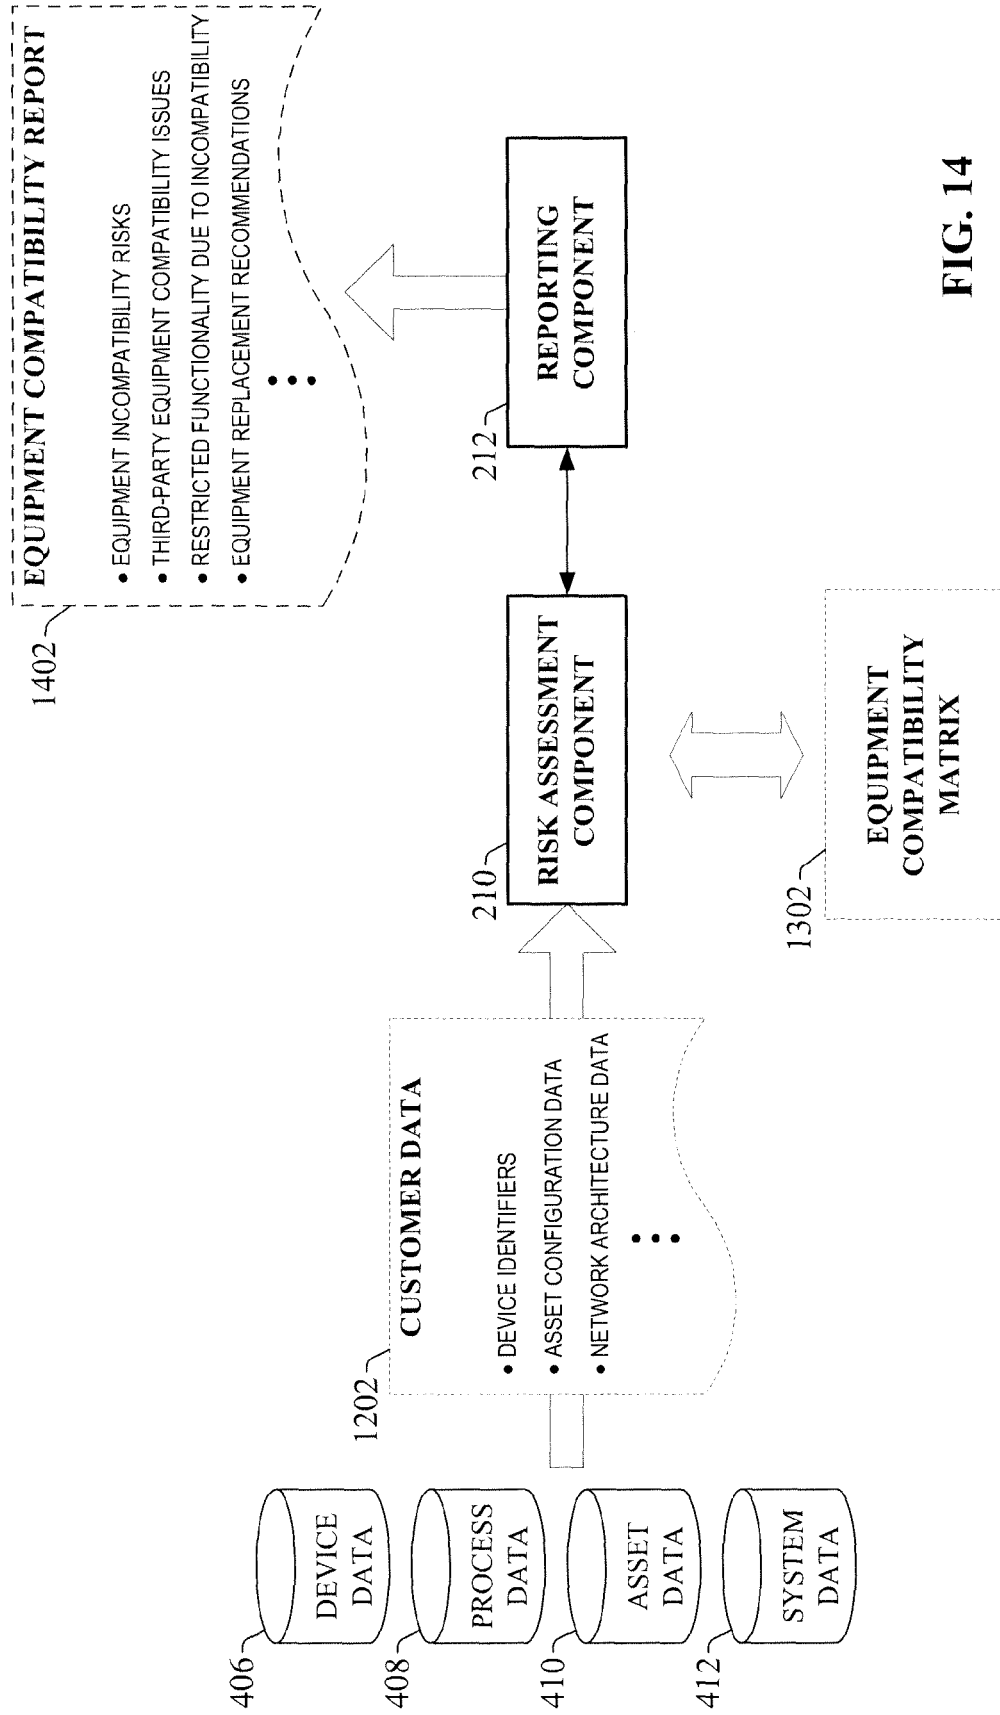 406
DEVICE
DATA
408
PROCESS
DATA
410
ASSET
DATA
412
SYSTEM
DATA
1202
CUSTOMER DATA
• DEVICE IDENTIFIERS
• ASSET CONFIGURATION DATA
• NETWORK ARCHITECTURE DATA
210
RISK ASSESSMENT
COMPONENT
1302
EQUIPMENT
COMPATIBILITY
MATRIX
212
REPORTING
COMPONENT
1402
EQUIPMENT COMPATIBILITY REPORT
• EQUIPMENT INCOMPATIBILITY RISKS
• THIRD-PARTY EQUIPMENT COMPATIBILITY ISSUES
• RESTRICTED FUNCTIONALITY DUE TO INCOMPATIBILITY
• EQUIPMENT REPLACEMENT RECOMMENDATIONS
FIG. 14